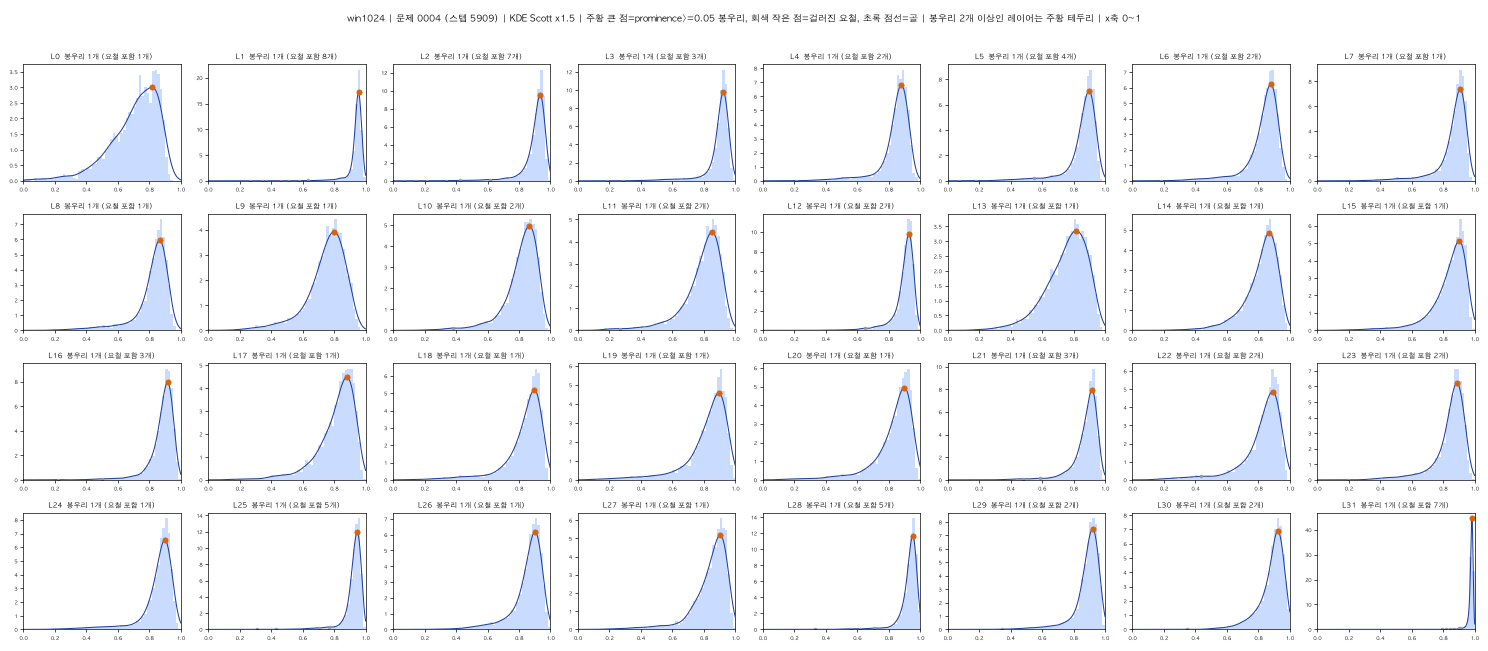 win1024 | 문제 0004 (스텝 5909) | KDE Scott x1.5 | 주황 큰 점=prominence>=0.05 봉우리, 회색 작은 점=걸러진 요철, 초록 점선=골 | 봉우리 2개 이상인 레이어는 주황 테두리 | x축 0~1
L0 봉우리 1개 (요철 포함 1개)
L1 봉우리 1개 (요철 포함 8개)
L2 봉우리 1개 (요철 포함 7개)
L3 봉우리 1개 (요철 포함 3개)
L4 봉우리 1개 (요철 포함 2개)
L5 봉우리 1개 (요철 포함 4개)
L6 봉우리 1개 (요철 포함 2개)
L7 봉우리 1개 (요철 포함 1개)
L8 봉우리 1개 (요철 포함 1개)
L9 봉우리 1개 (요철 포함 1개)
L10 봉우리 1개 (요철 포함 2개)
L11 봉우리 1개 (요철 포함 2개)
L12 봉우리 1개 (요철 포함 2개)
L13 봉우리 1개 (요철 포함 1개)
L14 봉우리 1개 (요철 포함 1개)
L15 봉우리 1개 (요철 포함 1개)
L16 봉우리 1개 (요철 포함 3개)
L17 봉우리 1개 (요철 포함 1개)
L18 봉우리 1개 (요철 포함 1개)
L19 봉우리 1개 (요철 포함 1개)
L20 봉우리 1개 (요철 포함 1개)
L21 봉우리 1개 (요철 포함 3개)
L22 봉우리 1개 (요철 포함 2개)
L23 봉우리 1개 (요철 포함 2개)
L24 봉우리 1개 (요철 포함 1개)
L25 봉우리 1개 (요철 포함 5개)
L26 봉우리 1개 (요철 포함 1개)
L27 봉우리 1개 (요철 포함 1개)
L28 봉우리 1개 (요철 포함 5개)
L29 봉우리 1개 (요철 포함 2개)
L30 봉우리 1개 (요철 포함 2개)
L31 봉우리 1개 (요철 포함 7개)